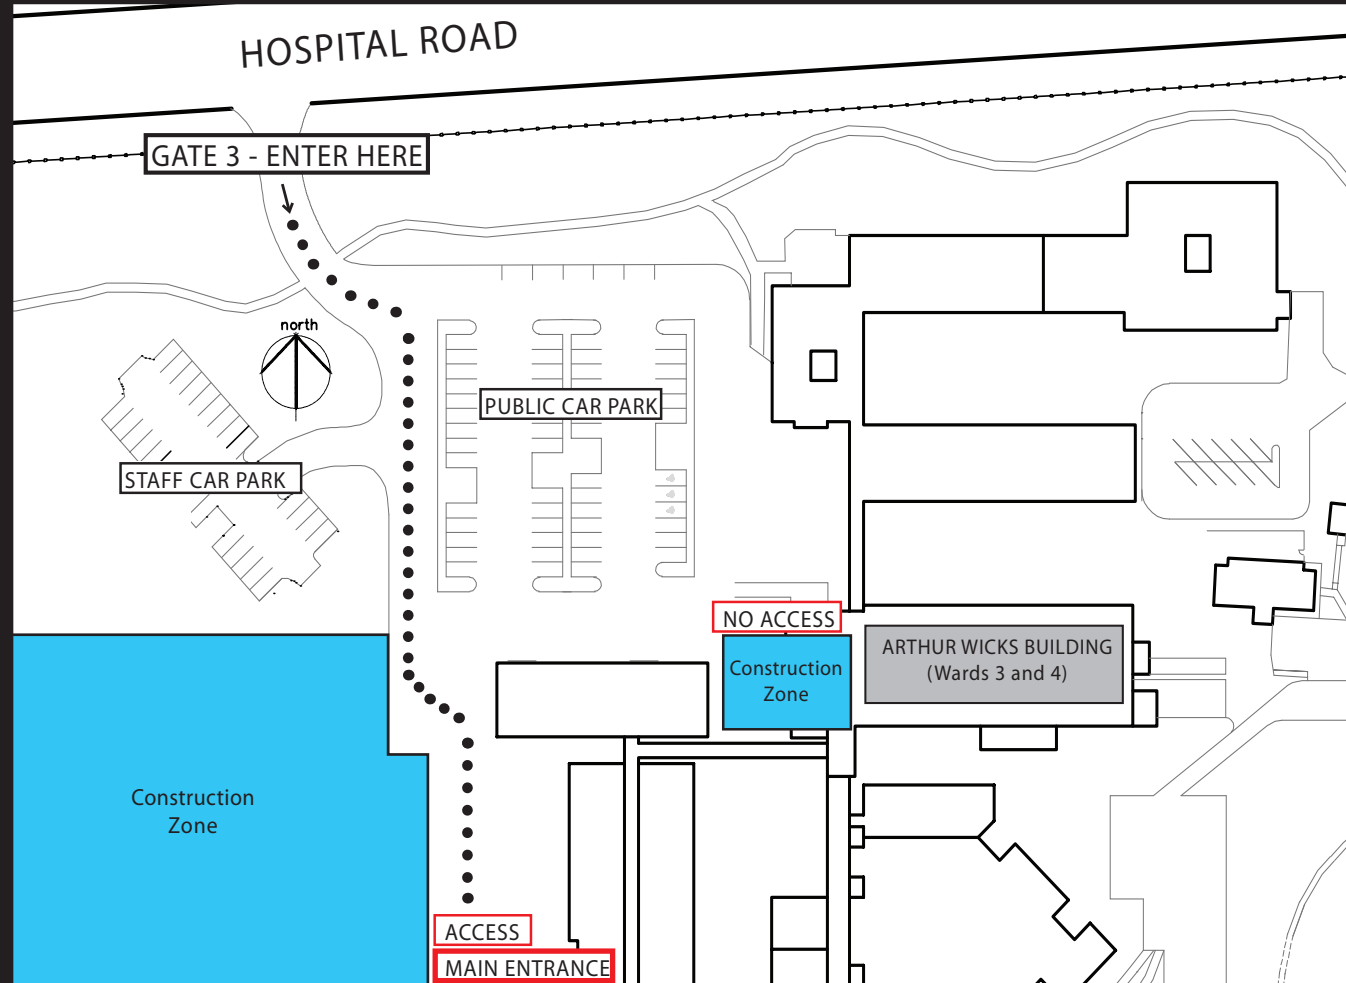 HOSPITAL ROAD
GATE 3 - ENTER HERE
north
PUBLIC CAR PARK
STAFF CAR PARK
NO ACCESS
ARTHUR WICKS BUILDING
(Wards 3 and 4)
Construction
Zone
Construction
Zone
ACCESS
MAIN ENTRANCE